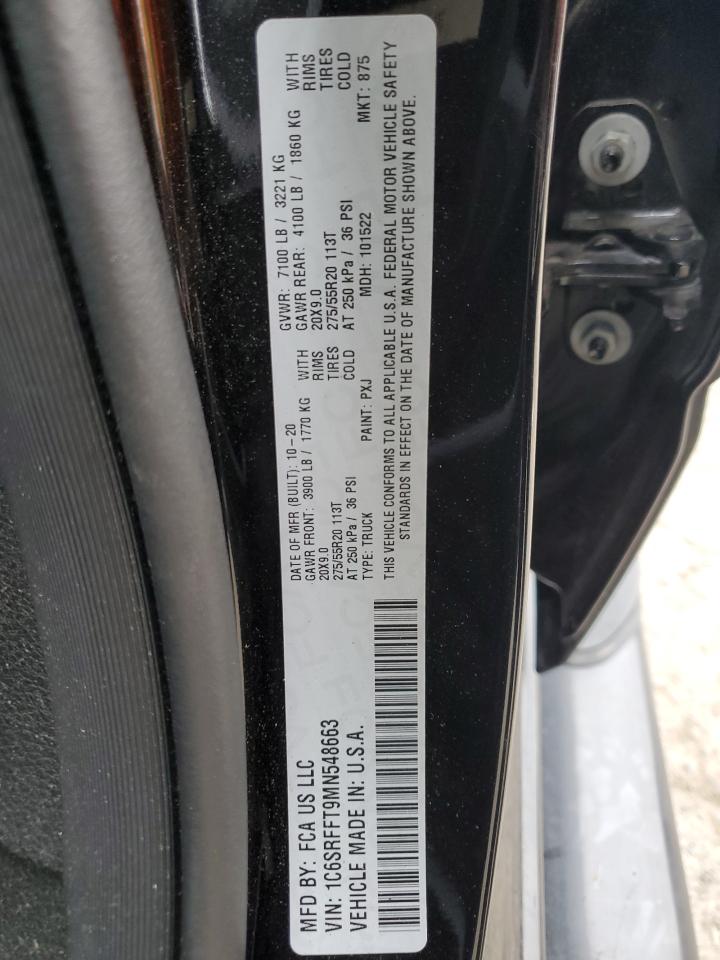 MFD BY: FCA US LLC
VIN: 1C6SRFFT9MN548663
VEHICLE MADE IN: U.S.A.
DATE OF MFR (BUILT): 10-20
GAWR FRONT: 3900 LB / 1770 KG WITH
20X9.0 RIMS
275/55R20 113T TIRES
AT 250 kPa / 36 PSI COLD
TYPE: TRUCK PAINT: PXJ
GVWR: 7100 LB / 3221 KG
GAWR REAR: 4100 LB / 1860 KG WITH
20X9.0 RIMS
275/55R20 113T TIRES
AT 250 kPa / 36 PSI COLD
MDH: 101522 MKT: 875
THIS VEHICLE CONFORMS TO ALL APPLICABLE U.S.A. FEDERAL MOTOR VEHICLE SAFETY
STANDARDS IN EFFECT ON THE DATE OF MANUFACTURE SHOWN ABOVE.